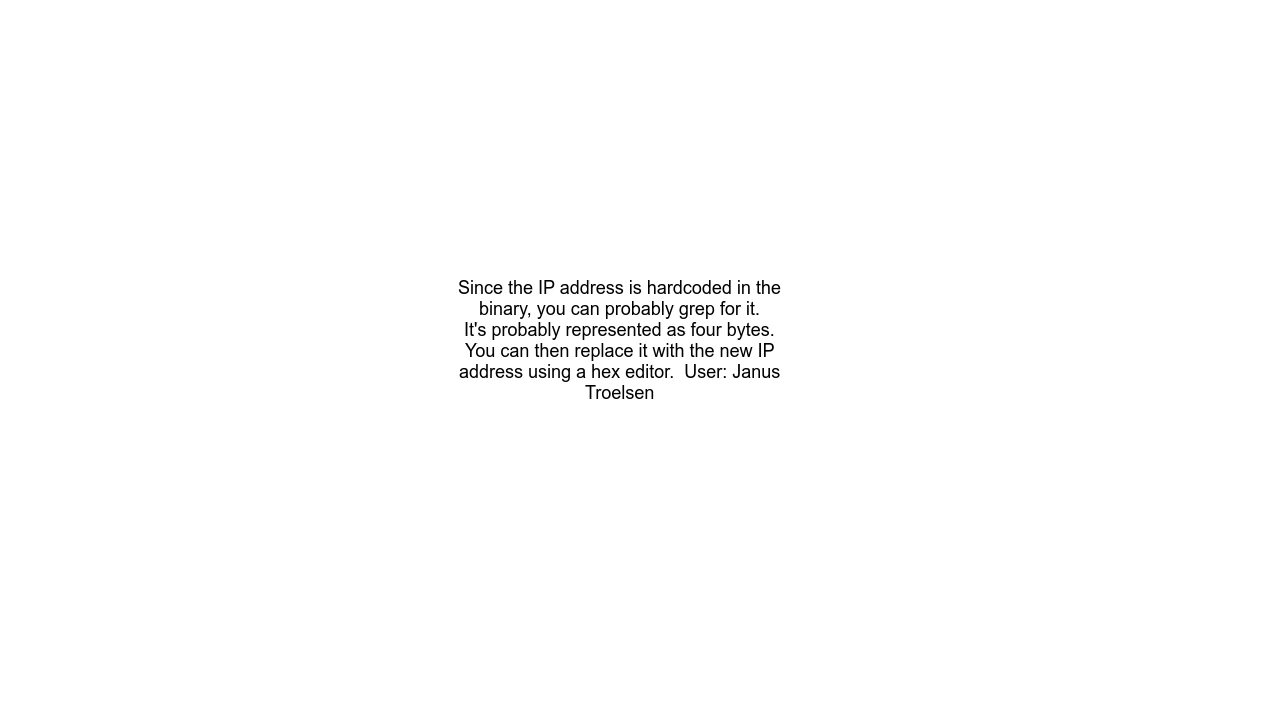 Since the IP address is hardcoded in the
binary, you can probably grep for it.
It's probably represented as four bytes.
You can then replace it with the new IP
address using a hex editor.  User: Janus
Troelsen